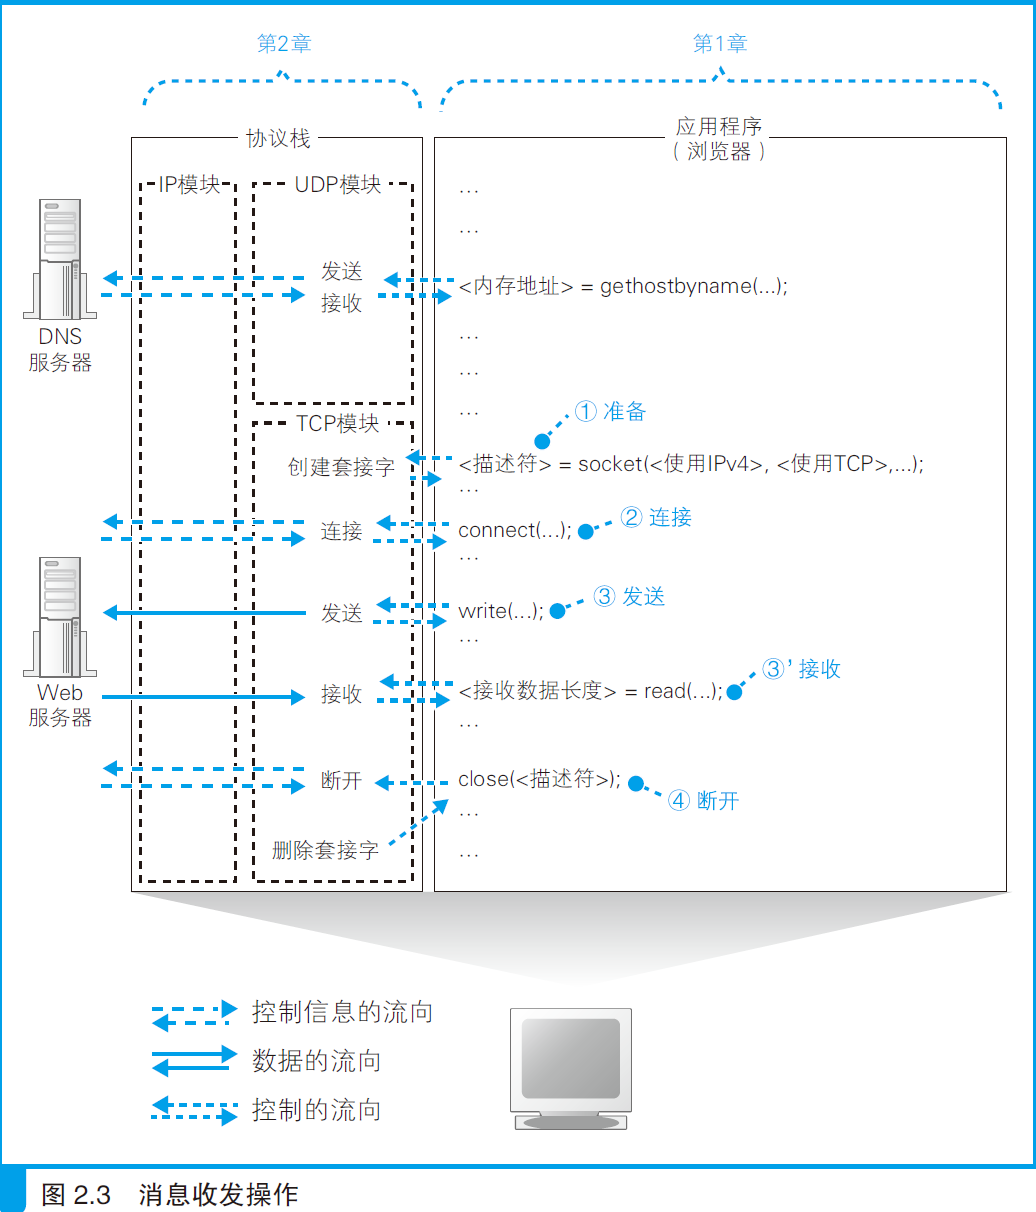 第2章
第1章
协议栈
应用程序
（浏览器）
IP模块
UDP模块
...
...
发送
接收
<内存地址> = gethostbyname(...);
DNS
服务器
...
...
...
① 准备
TCP模块
创建套接字
<描述符> = socket(<使用IPv4>, <使用TCP>,...);
...
② 连接
连接
connect(...);
...
③ 发送
发送
write(...);
...
③’接收
Web
服务器
接收
<接收数据长度> = read(...);
...
断开
close(<描述符>);
④ 断开
...
删除套接字
...
控制信息的流向
数据的流向
控制的流向
图 2.3 消息收发操作